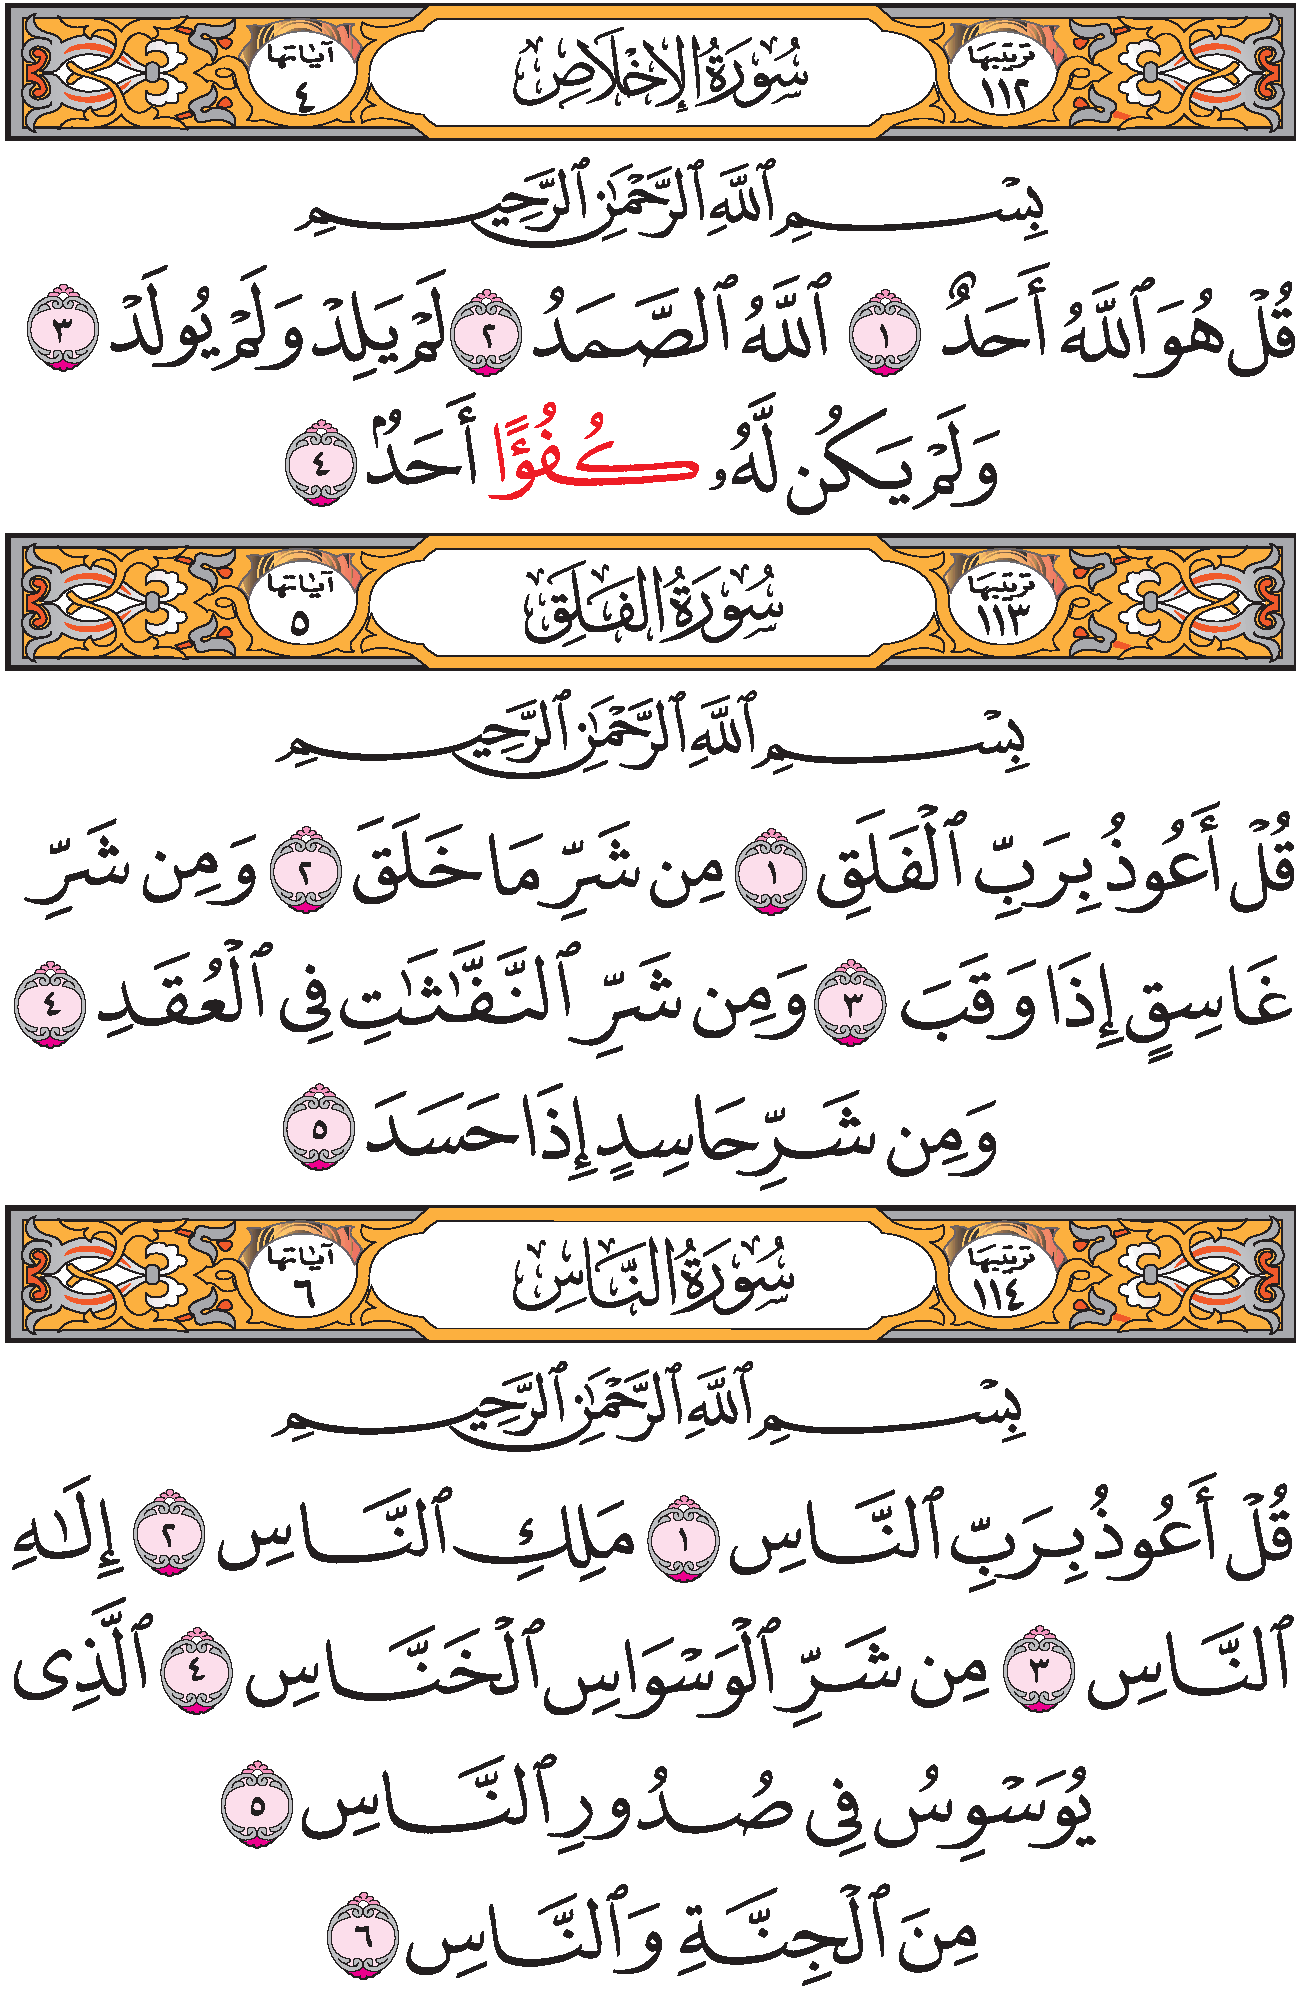 ترتيبها ١١٢ سُورَةُ الإِخْلَاصِ آياتها ٤
بِسْمِ ٱللَّهِ ٱلرَّحْمَٰنِ ٱلرَّحِيمِ
قُلْ هُوَ ٱللَّهُ أَحَدٌ ١ ٱللَّهُ ٱلصَّمَدُ ٢ لَمْ يَلِدْ وَلَمْ يُولَدْ ٣
وَلَمْ يَكُن لَّهُۥ كُفُؤًا أَحَدُۢ ٤
ترتيبها ١١٣ سُورَةُ الفَلَقِ آياتها ٥
بِسْمِ ٱللَّهِ ٱلرَّحْمَٰنِ ٱلرَّحِيمِ
قُلْ أَعُوذُ بِرَبِّ ٱلْفَلَقِ ١ مِن شَرِّ مَا خَلَقَ ٢ وَمِن شَرِّ
غَاسِقٍ إِذَا وَقَبَ ٣ وَمِن شَرِّ ٱلنَّفَّٰثَٰتِ فِى ٱلْعُقَدِ ٤
وَمِن شَرِّ حَاسِدٍ إِذَا حَسَدَ ٥
ترتيبها ١١٤ سُورَةُ النَّاسِ آياتها ٦
بِسْمِ ٱللَّهِ ٱلرَّحْمَٰنِ ٱلرَّحِيمِ
قُلْ أَعُوذُ بِرَبِّ ٱلنَّاسِ ١ مَلِكِ ٱلنَّاسِ ٢ إِلَٰهِ
ٱلنَّاسِ ٣ مِن شَرِّ ٱلْوَسْوَاسِ ٱلْخَنَّاسِ ٤ ٱلَّذِى
يُوَسْوِسُ فِى صُدُورِ ٱلنَّاسِ ٥
مِنَ ٱلْجِنَّةِ وَٱلنَّاسِ ٦